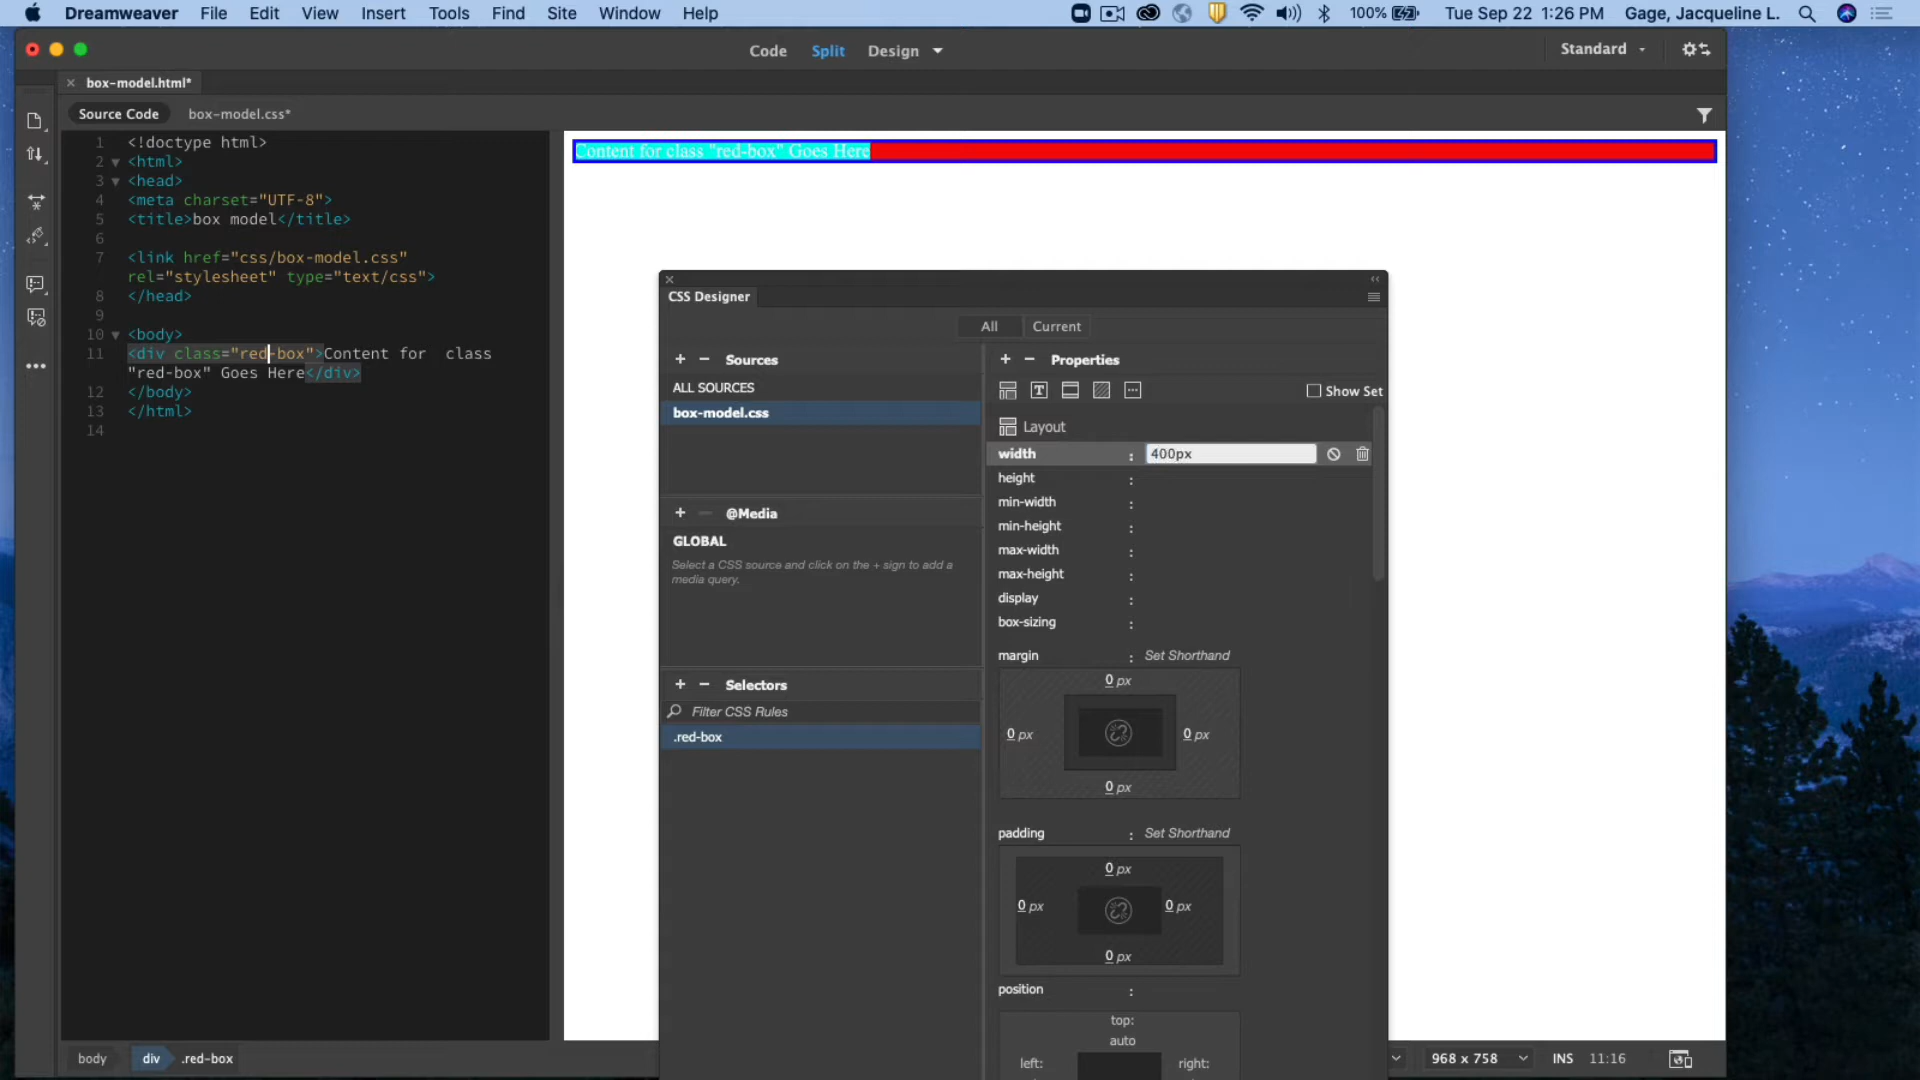 Dreamweaver File Edit View Insert Commands Tools Find Site Window Help 100% Tue Sep 22 1:26 PM Gage, Jacqueline L.
Code Split Design Standard
box-model.html*
Source Code box-model.css*
1 <!doctype html>
2 <html>
3 <head>
4 <meta charset="UTF-8">
5 <title>box model</title>
6
7 <link href="css/box-model.css"
rel="stylesheet" type="text/css">
8 </head>
9
10 <body>
11 <div class="red-box">Content for class
"red-box" Goes Here</div>
12 </body>
13 </html>
14
Content for class "red-box" Goes Here
CSS Designer
All Current
+ − Sources
ALL SOURCES
box-model.css
+ − @Media
GLOBAL
Select a CSS source and click on the + sign to add a
media query.
+ − Selectors
Filter CSS Rules
.red-box
+ − Properties
T Show Set
Layout
width : 400px
height :
min-width :
min-height :
max-width :
max-height :
display :
box-sizing :
margin : Set Shorthand
0 px
0 px 0 px
0 px
padding : Set Shorthand
0 px
0 px 0 px
0 px
position :
top:
auto
left: right:
body div .red-box 968 x 758 INS 11:16